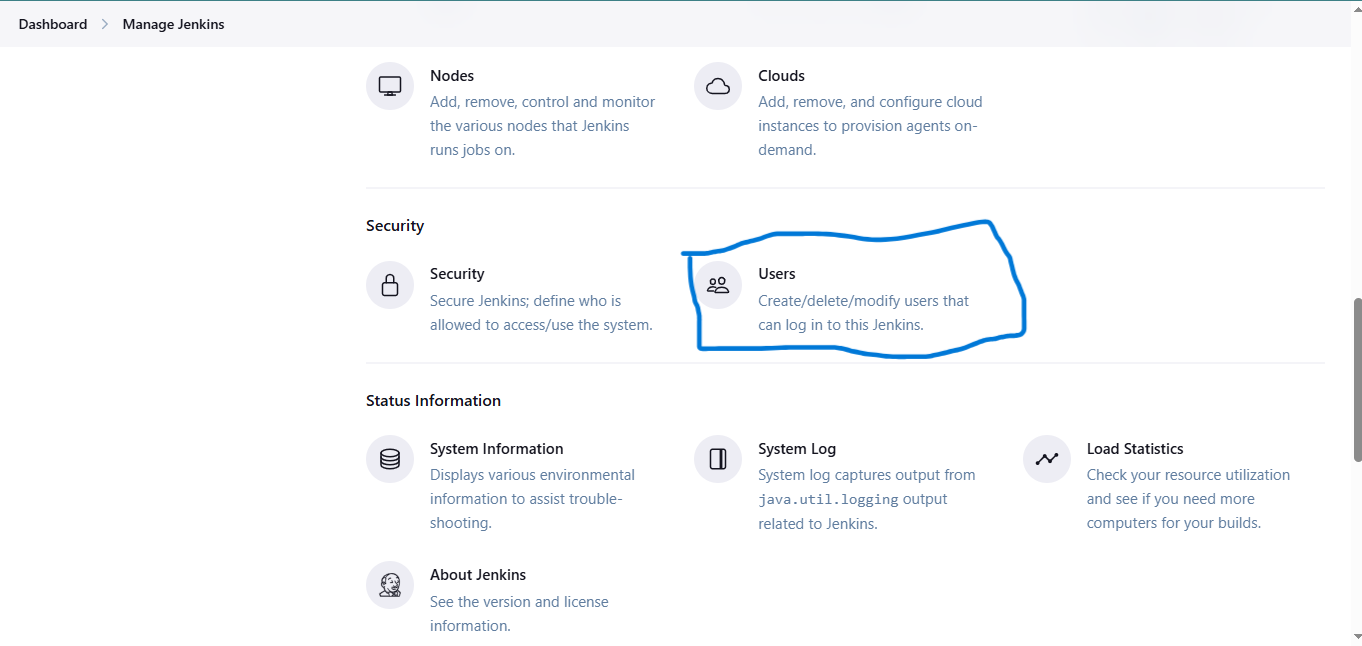 Dashboard > Manage Jenkins
Nodes
Add, remove, control and monitor
the various nodes that Jenkins
runs jobs on.
Clouds
Add, remove, and configure cloud
instances to provision agents on-
demand.
Security
Security
Secure Jenkins; define who is
allowed to access/use the system.
Users
Create/delete/modify users that
can log in to this Jenkins.
Status Information
System Information
Displays various environmental
information to assist trouble-
shooting.
System Log
System log captures output from
java.util.logging output
related to Jenkins.
Load Statistics
Check your resource utilization
and see if you need more
computers for your builds.
About Jenkins
See the version and license
information.